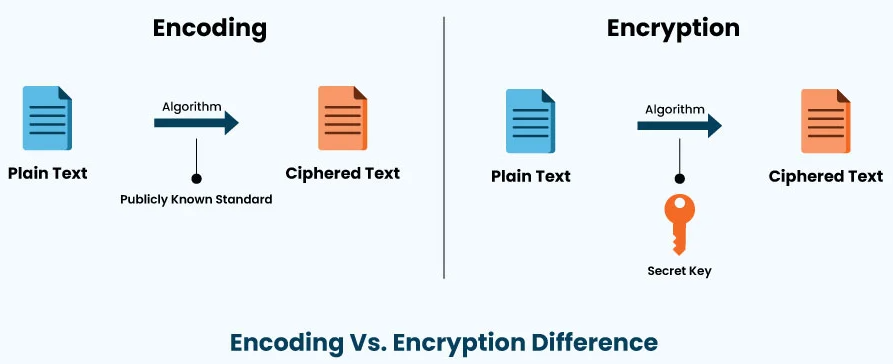 Encoding
Algorithm
Plain Text
Publicly Known Standard
Ciphered Text
Encryption
Algorithm
Plain Text
Secret Key
Ciphered Text
Encoding Vs. Encryption Difference